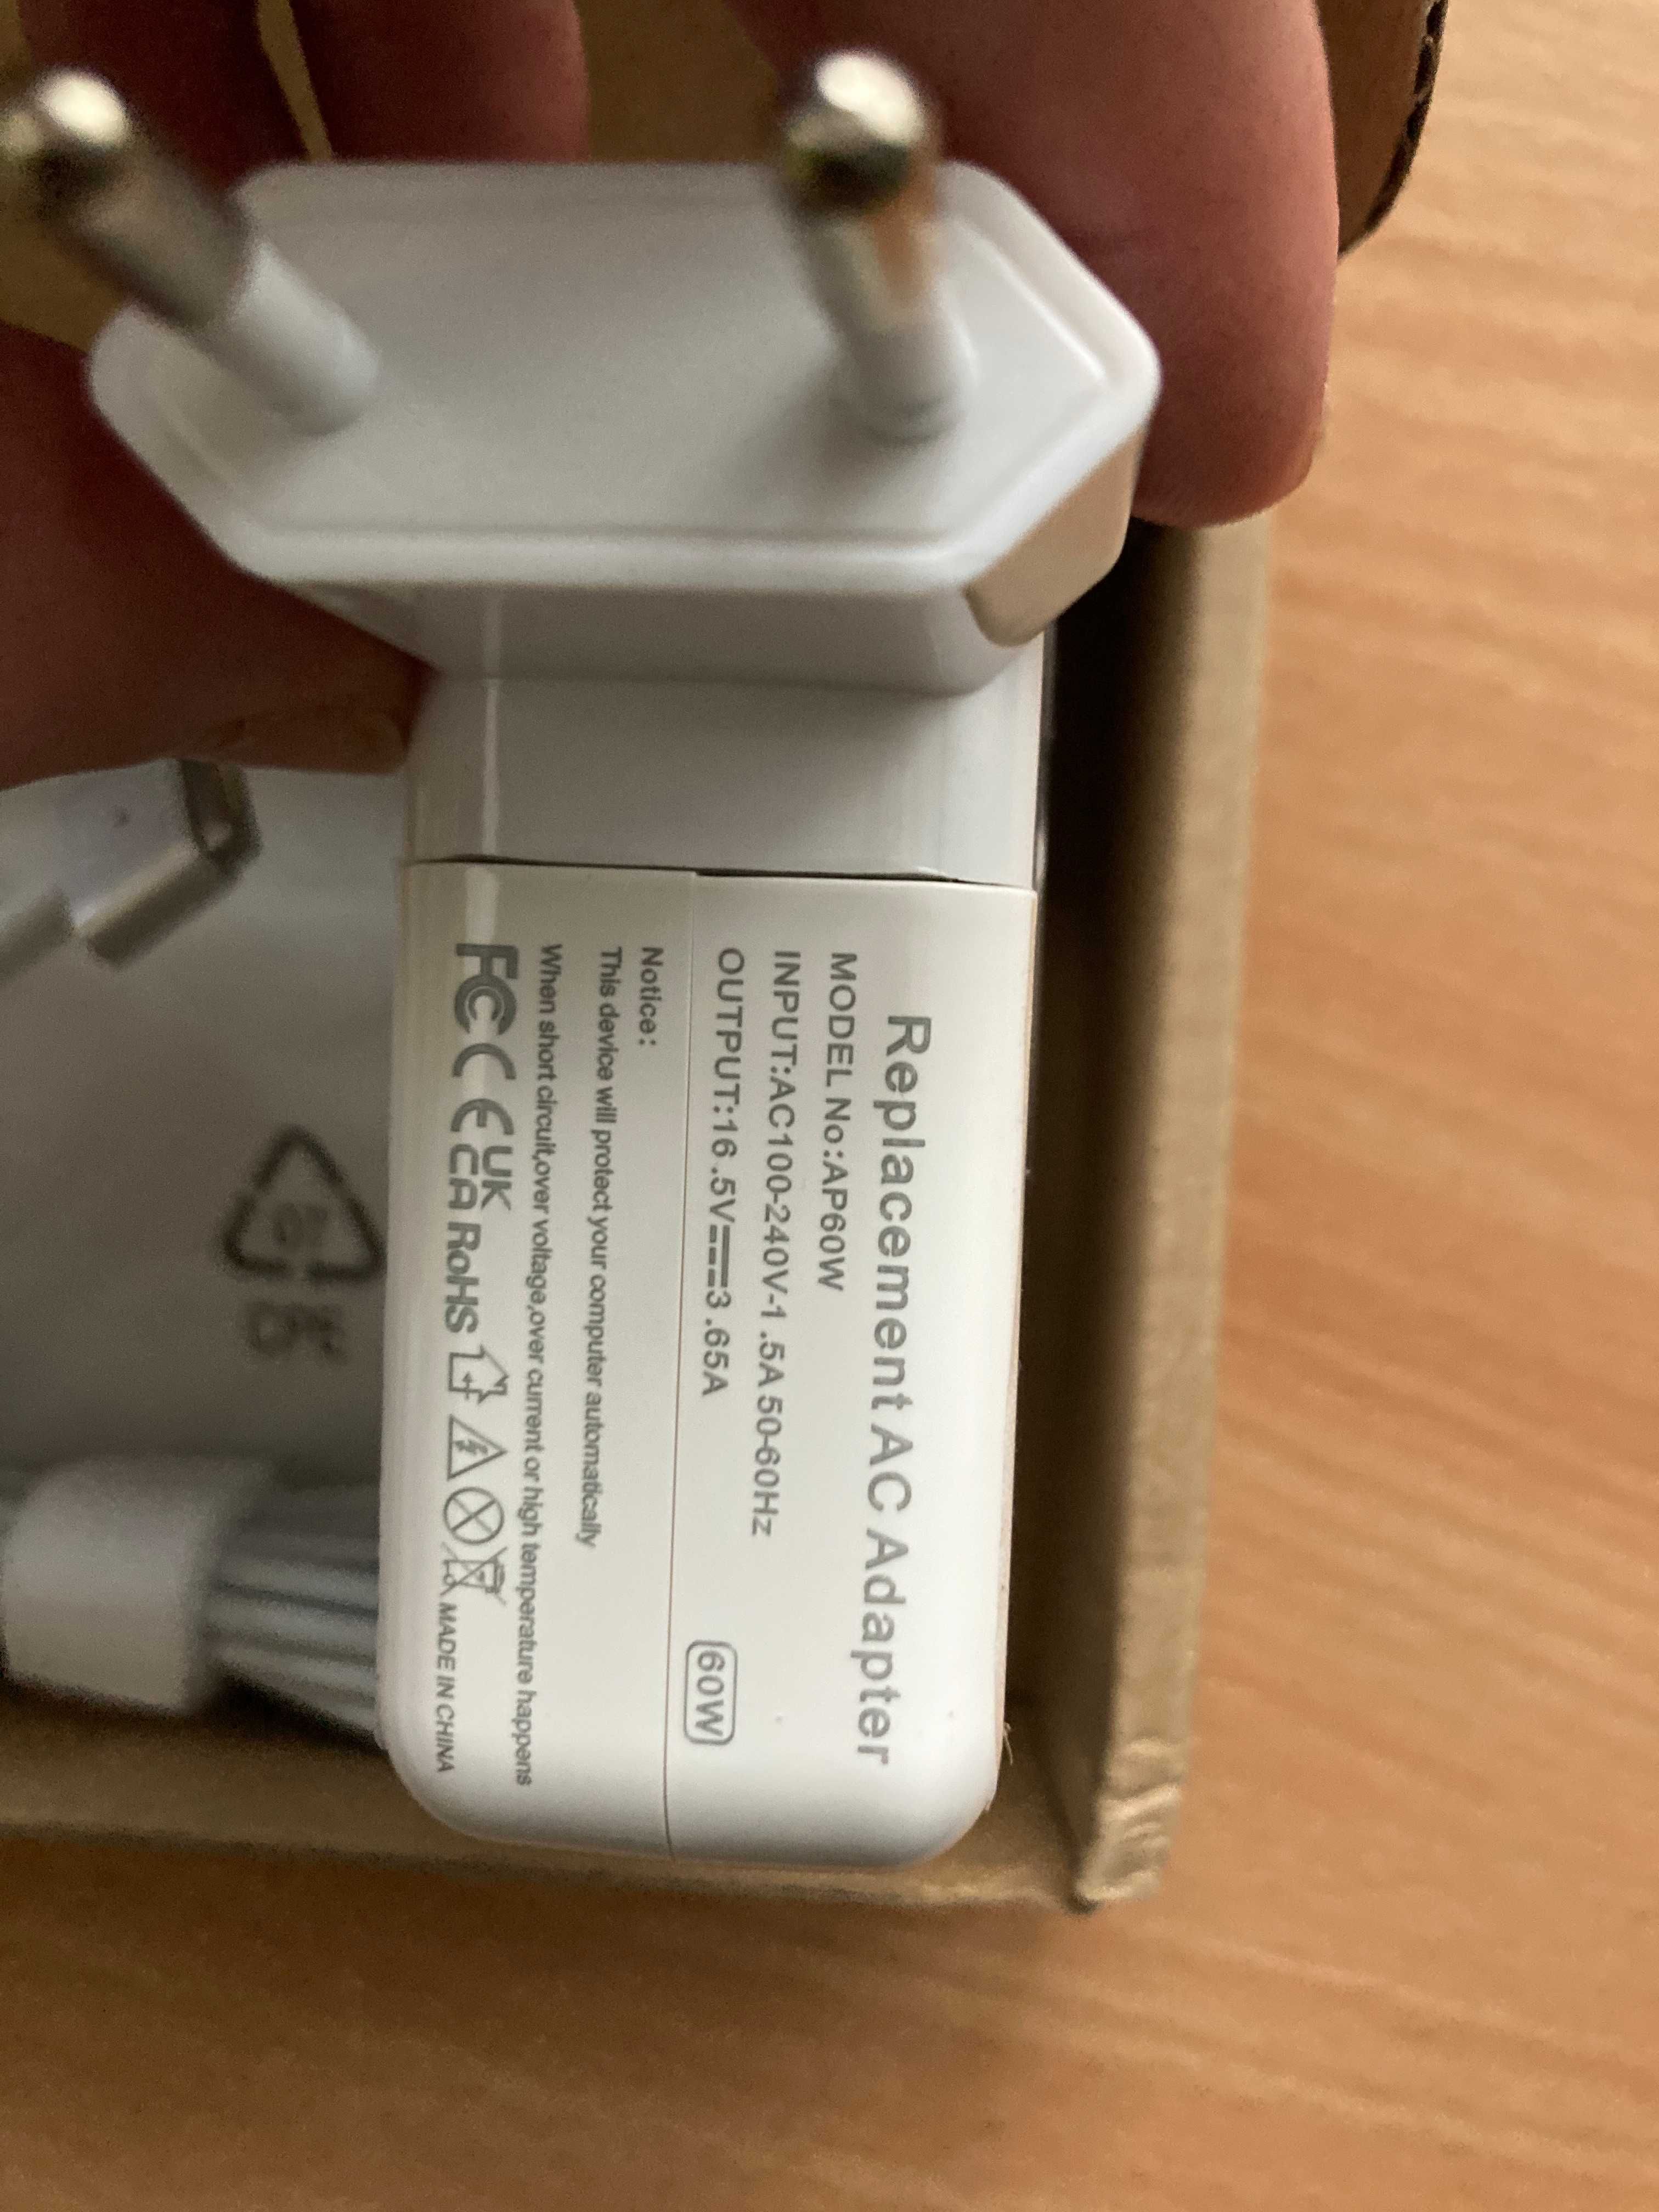 Replacement AC Adapter
MODEL No:AP60W
INPUT:AC100-240V-1.5A 50-60Hz
OUTPUT:16.5V⎓3.65A
60W
Notice:
This device will protect your computer automatically
When short circuit,over voltage,over current or high temperature happens
FC CE UK CA RoHS MADE IN CHINA